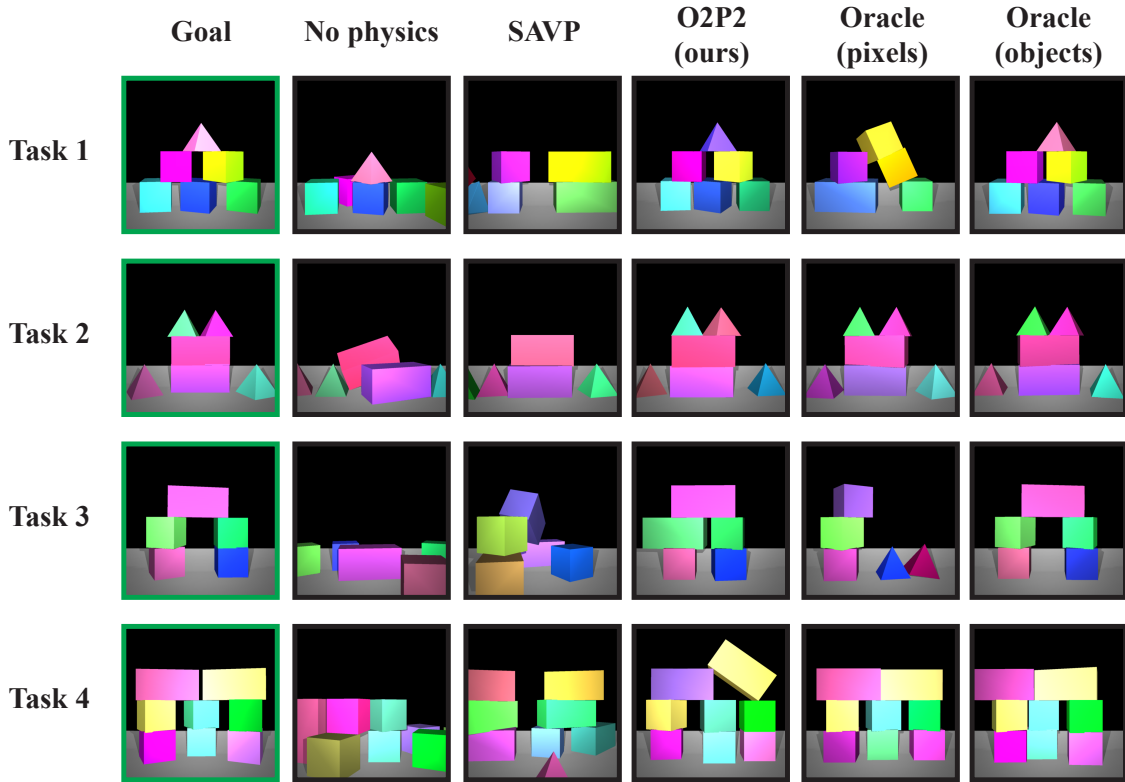 Goal
No physics
SAVP
O2P2
(ours)
Oracle
(pixels)
Oracle
(objects)
Task 1
Task 2
Task 3
Task 4